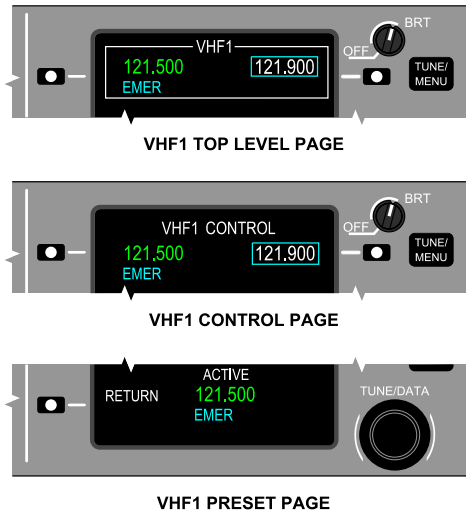 VHF1
BRT
OFF
121.500 121.900
EMER
TUNE/
MENU
VHF1 TOP LEVEL PAGE
VHF1 CONTROL
BRT
OFF
121.500 121.900
EMER
TUNE/
MENU
VHF1 CONTROL PAGE
ACTIVE
RETURN 121.500
EMER
TUNE/DATA
VHF1 PRESET PAGE